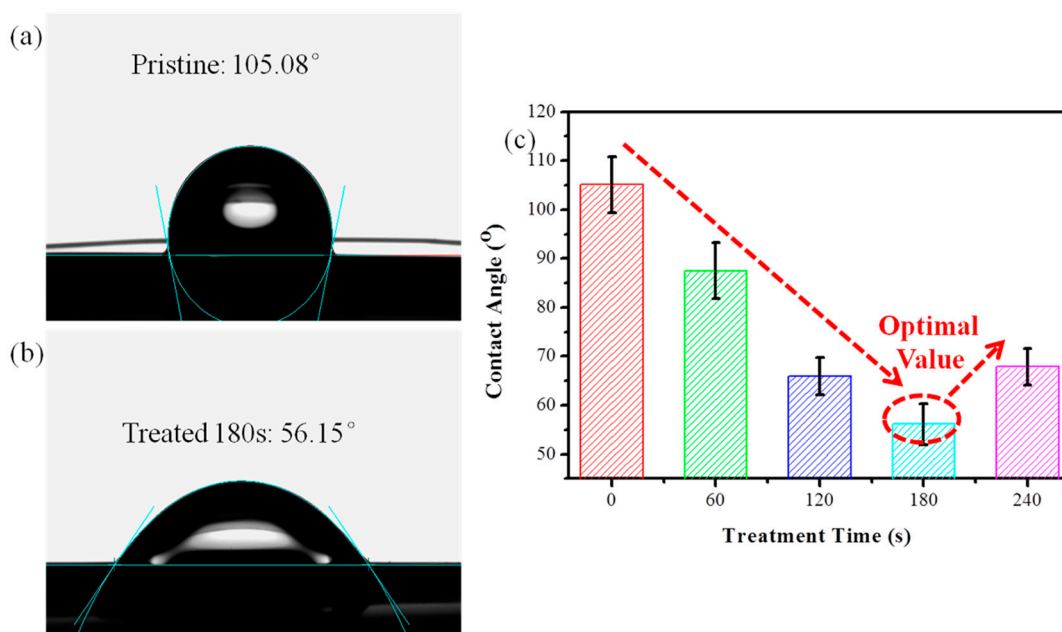 (a)
Pristine: 105.08°
(b)
Treated 180s: 56.15°
(c)
Contact Angle (°)
120
110
100
90
80
70
60
50
Optimal
Value
0 60 120 180 240
Treatment Time (s)